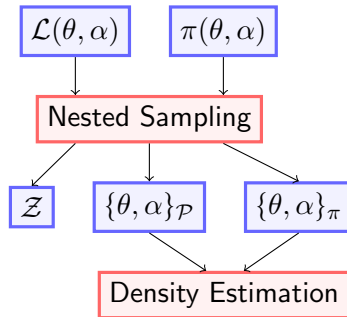 ℒ(θ, α) π(θ, α)
Nested Sampling
𝒵 {θ, α}𝒫 {θ, α}π
Density Estimation